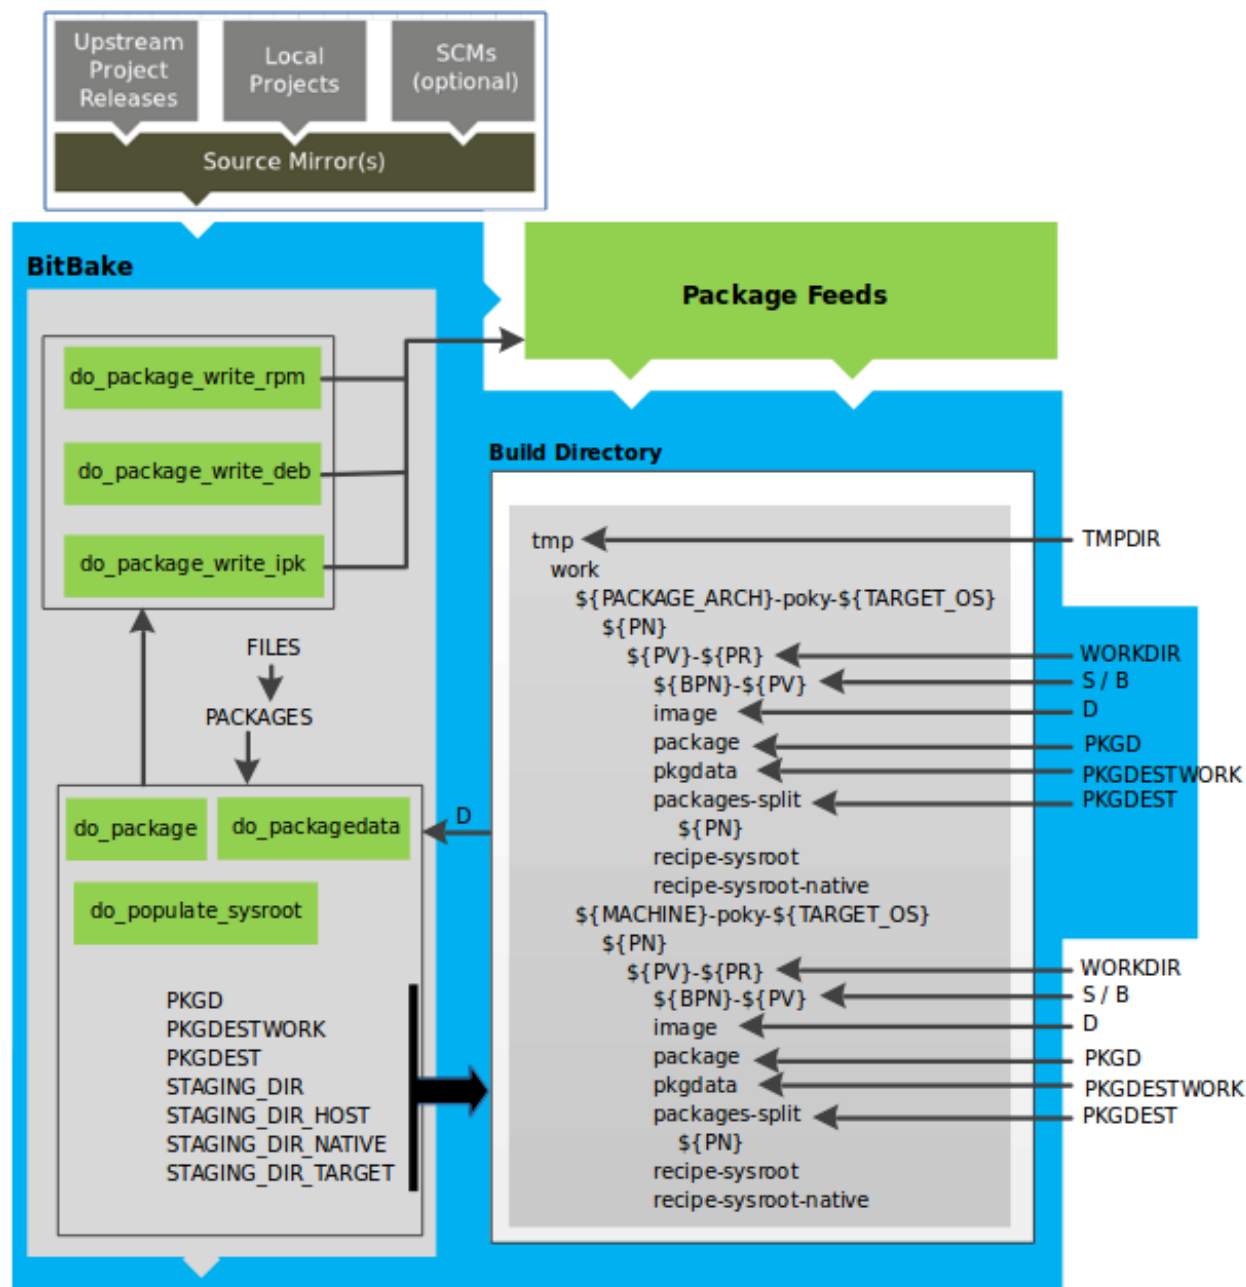 Upstream
Project
Releases
Local
Projects
SCMs
(optional)
Source Mirror(s)
BitBake
Package Feeds
do_package_write_rpm
do_package_write_deb
do_package_write_ipk
FILES
PACKAGES
do_package
do_packagedata
do_populate_sysroot
D
PKGD
PKGDESTWORK
PKGDEST
STAGING_DIR
STAGING_DIR_HOST
STAGING_DIR_NATIVE
STAGING_DIR_TARGET
Build Directory
tmp
TMPDIR
work
${PACKAGE_ARCH}-poky-${TARGET_OS}
${PN}
${PV}-${PR}
WORKDIR
${BPN}-${PV}
S / B
image
D
package
PKGD
pkgdata
PKGDESTWORK
packages-split
PKGDEST
${PN}
recipe-sysroot
recipe-sysroot-native
${MACHINE}-poky-${TARGET_OS}
${PN}
${PV}-${PR}
WORKDIR
${BPN}-${PV}
S / B
image
D
package
PKGD
pkgdata
PKGDESTWORK
packages-split
PKGDEST
${PN}
recipe-sysroot
recipe-sysroot-native